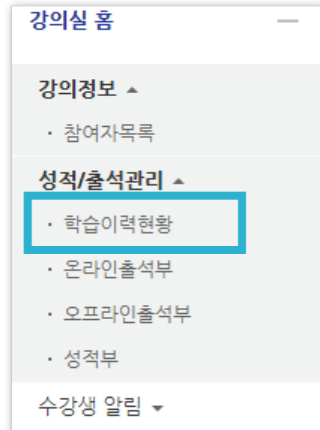 강의실 홈 —
강의정보 ▲
· 참여자목록
성적/출석관리 ▲
· 학습이력현황
· 온라인출석부
· 오프라인출석부
· 성적부
수강생 알림 ▼